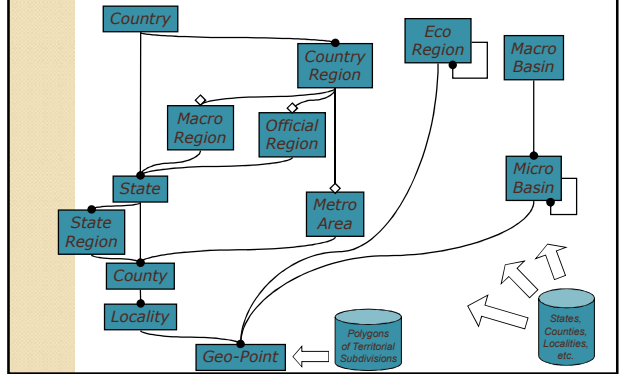 Country
Country
Region
Eco
Region
Macro
Basin
Macro
Region
Official
Region
State
Micro
Basin
State
Region
Metro
Area
County
Locality
Geo-Point
Polygons
of Territorial
Subdivisions
States,
Counties,
Localities,
etc.